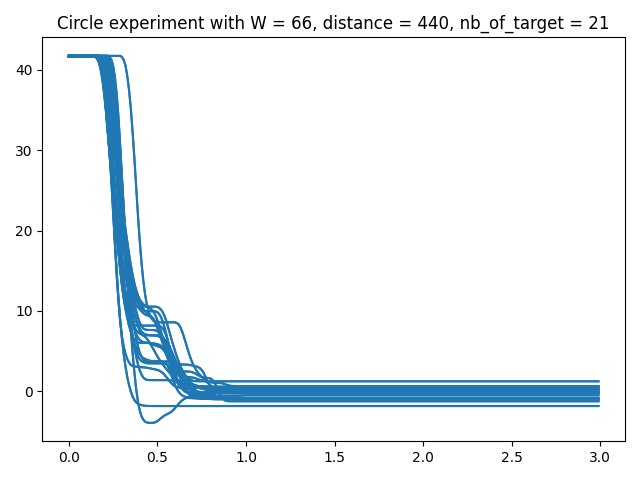 Circle experiment with W = 66, distance = 440, nb_of_target = 21
40
30
20
10
0
0.0 0.5 1.0 1.5 2.0 2.5 3.0